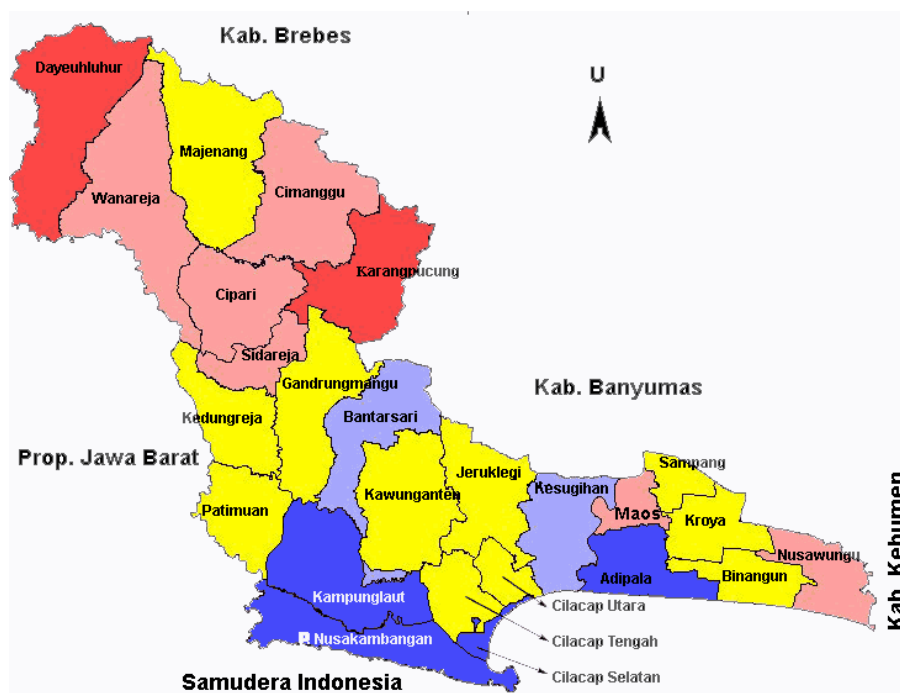 Kab. Brebes
Dayeuhluhur
U
Majenang
Wanareja
Cimanggu
Karangpucung
Cipari
Sidareja
Gandrungmangu
Kab. Banyumas
Kedungreja
Bantarsari
Prop. Jawa Barat
Jeruklegi
Sampang
Kesugihan
Kawunganten
Patimuan
Maos
Kroya
Nusawungu
Kab. Kebumen
Adipala
Binangun
Kampunglaut
Cilacap Utara
Nusakambangan
Cilacap Tengah
Cilacap Selatan
Samudera Indonesia